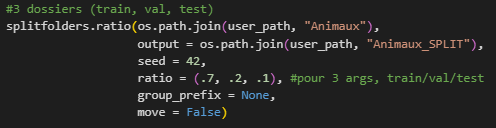 #3 dossiers (train, val, test)
splitfolders.ratio(os.path.join(user_path, "Animaux"),
output = os.path.join(user_path, "Animaux_SPLIT"),
seed = 42,
ratio = (.7, .2, .1), #pour 3 args, train/val/test
group_prefix = None,
move = False)